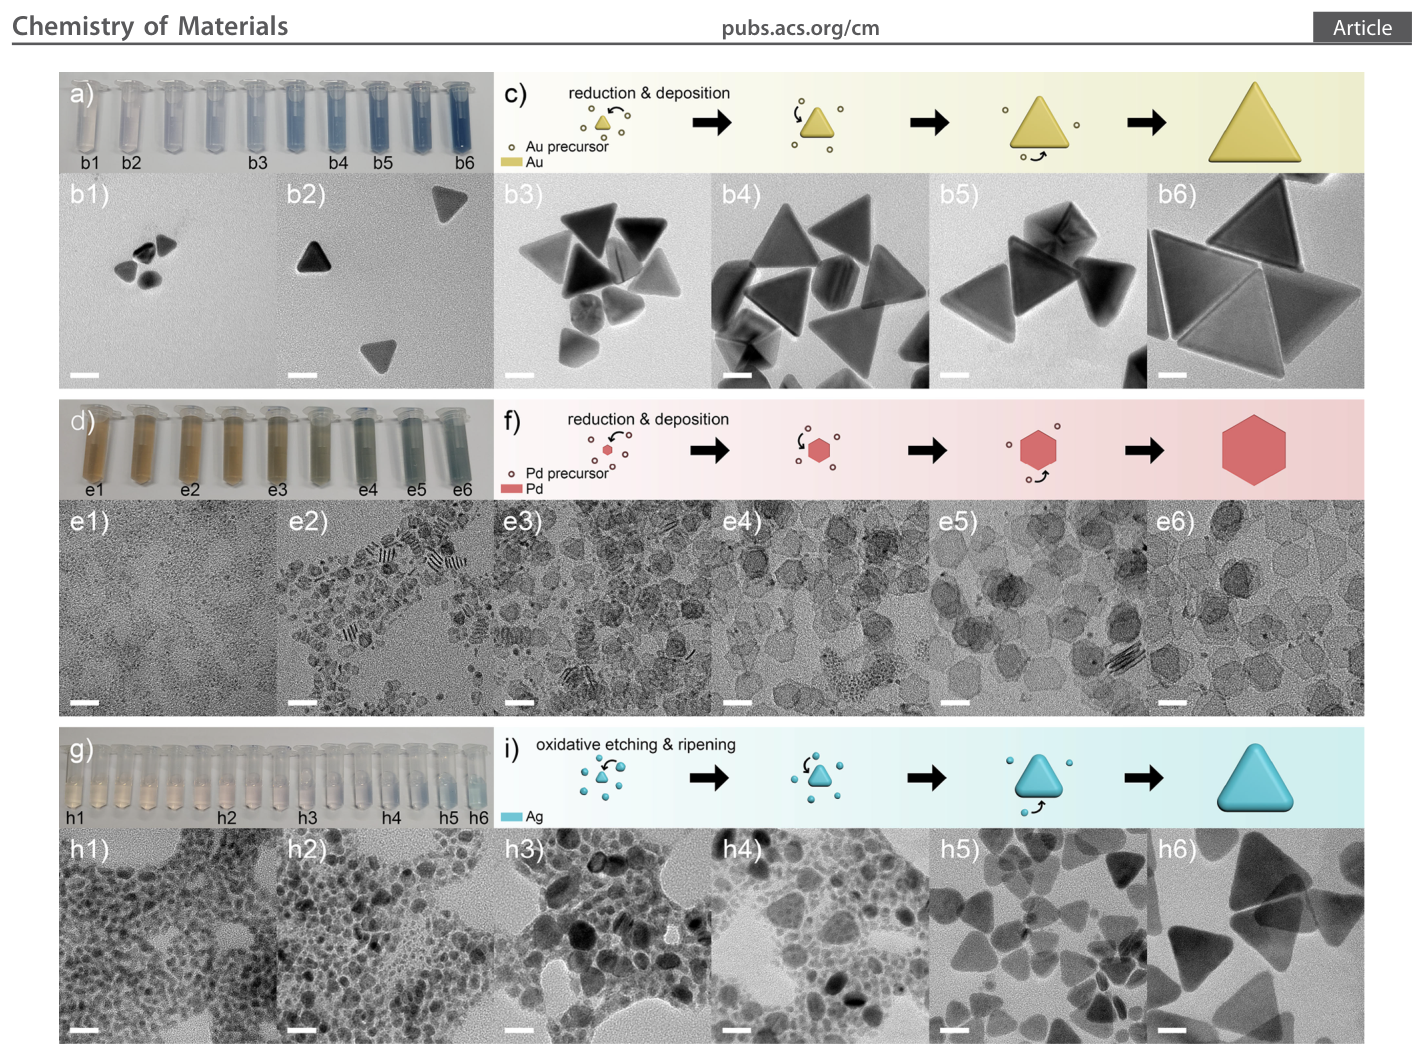 Chemistry of Materials
pubs.acs.org/cm
Article
a)
b1
b2
b3
b4
b5
b6
c)
reduction & deposition
Au precursor
Au
b1)
b2)
b3)
b4)
b5)
b6)
d)
e1
e2
e3
e4
e5
e6
f)
reduction & deposition
Pd precursor
Pd
e1)
e2)
e3)
e4)
e5)
e6)
g)
h1
h2
h3
h4
h5
h6
i)
oxidative etching & ripening
Ag
h1)
h2)
h3)
h4)
h5)
h6)